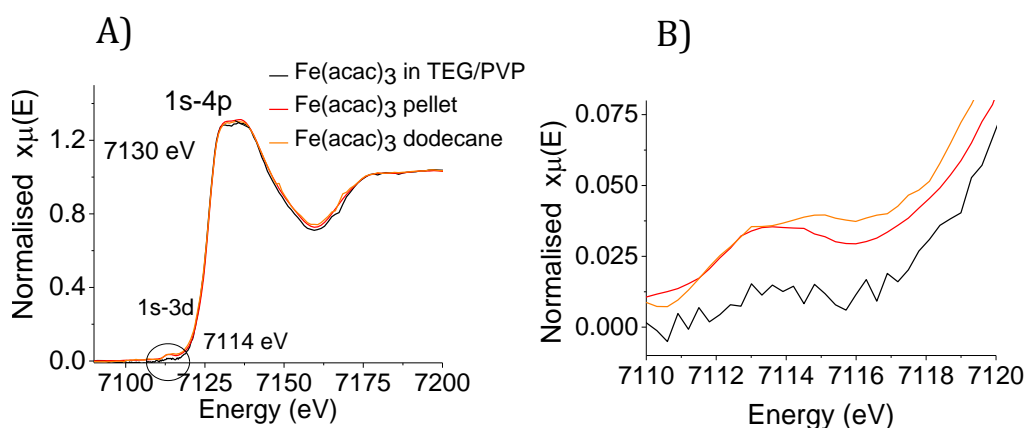 A)
Fe(acac)3 in TEG/PVP
Fe(acac)3 pellet
Fe(acac)3 dodecane
1s-4p
7130 eV
1s-3d
7114 eV
Normalised xμ(E)
1.2
0.8
0.4
0.0
7100 7125 7150 7175 7200
Energy (eV)
B)
Normalised xμ(E)
0.075
0.050
0.025
0.000
7110 7112 7114 7116 7118 7120
Energy (eV)